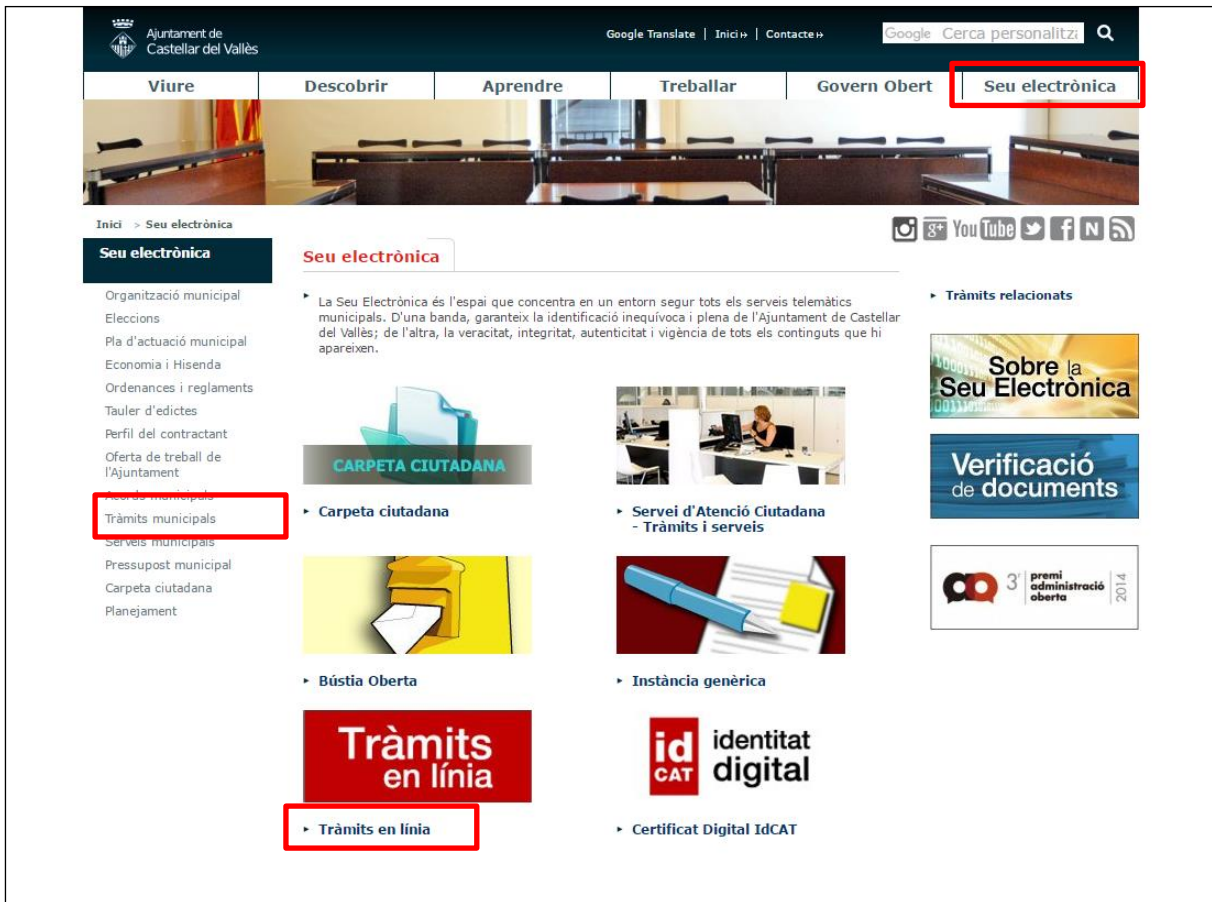 Ajuntament de
Castellar del Vallès
Google Translate | Inici | Contacte
Google Cerca personalitza
Viure Descobrir Aprendre Treballar Govern Obert Seu electrònica
Inici > Seu electrònica
g+ You Tube f N
Seu electrònica
Organització municipal
Eleccions
Pla d'actuació municipal
Economia i Hisenda
Ordenances i reglaments
Tauler d'edictes
Perfil del contractant
Oferta de treball de
l'Ajuntament
Acords municipals
Tràmits municipals
Serveis municipals
Pressupost municipal
Carpeta ciutadana
Planejament
Seu electrònica
La Seu Electrònica és l'espai que concentra en un entorn segur tots els serveis telemàtics
municipals. D'una banda, garanteix la identificació inequívoca i plena de l'Ajuntament de Castellar
del Vallès; de l'altra, la veracitat, integritat, autenticitat i vigència de tots els continguts que hi
apareixen.
CARPETA CIUTADANA
Carpeta ciutadana
Servei d'Atenció Ciutadana
- Tràmits i serveis
Bústia Oberta
Instància genèrica
Tràmits
en línia
Tràmits en línia
id
CAT
identitat
digital
Certificat Digital IdCAT
Tràmits relacionats
Sobre la
Seu Electrònica
Verificació
de documents
3r premi
administració
oberta
2014